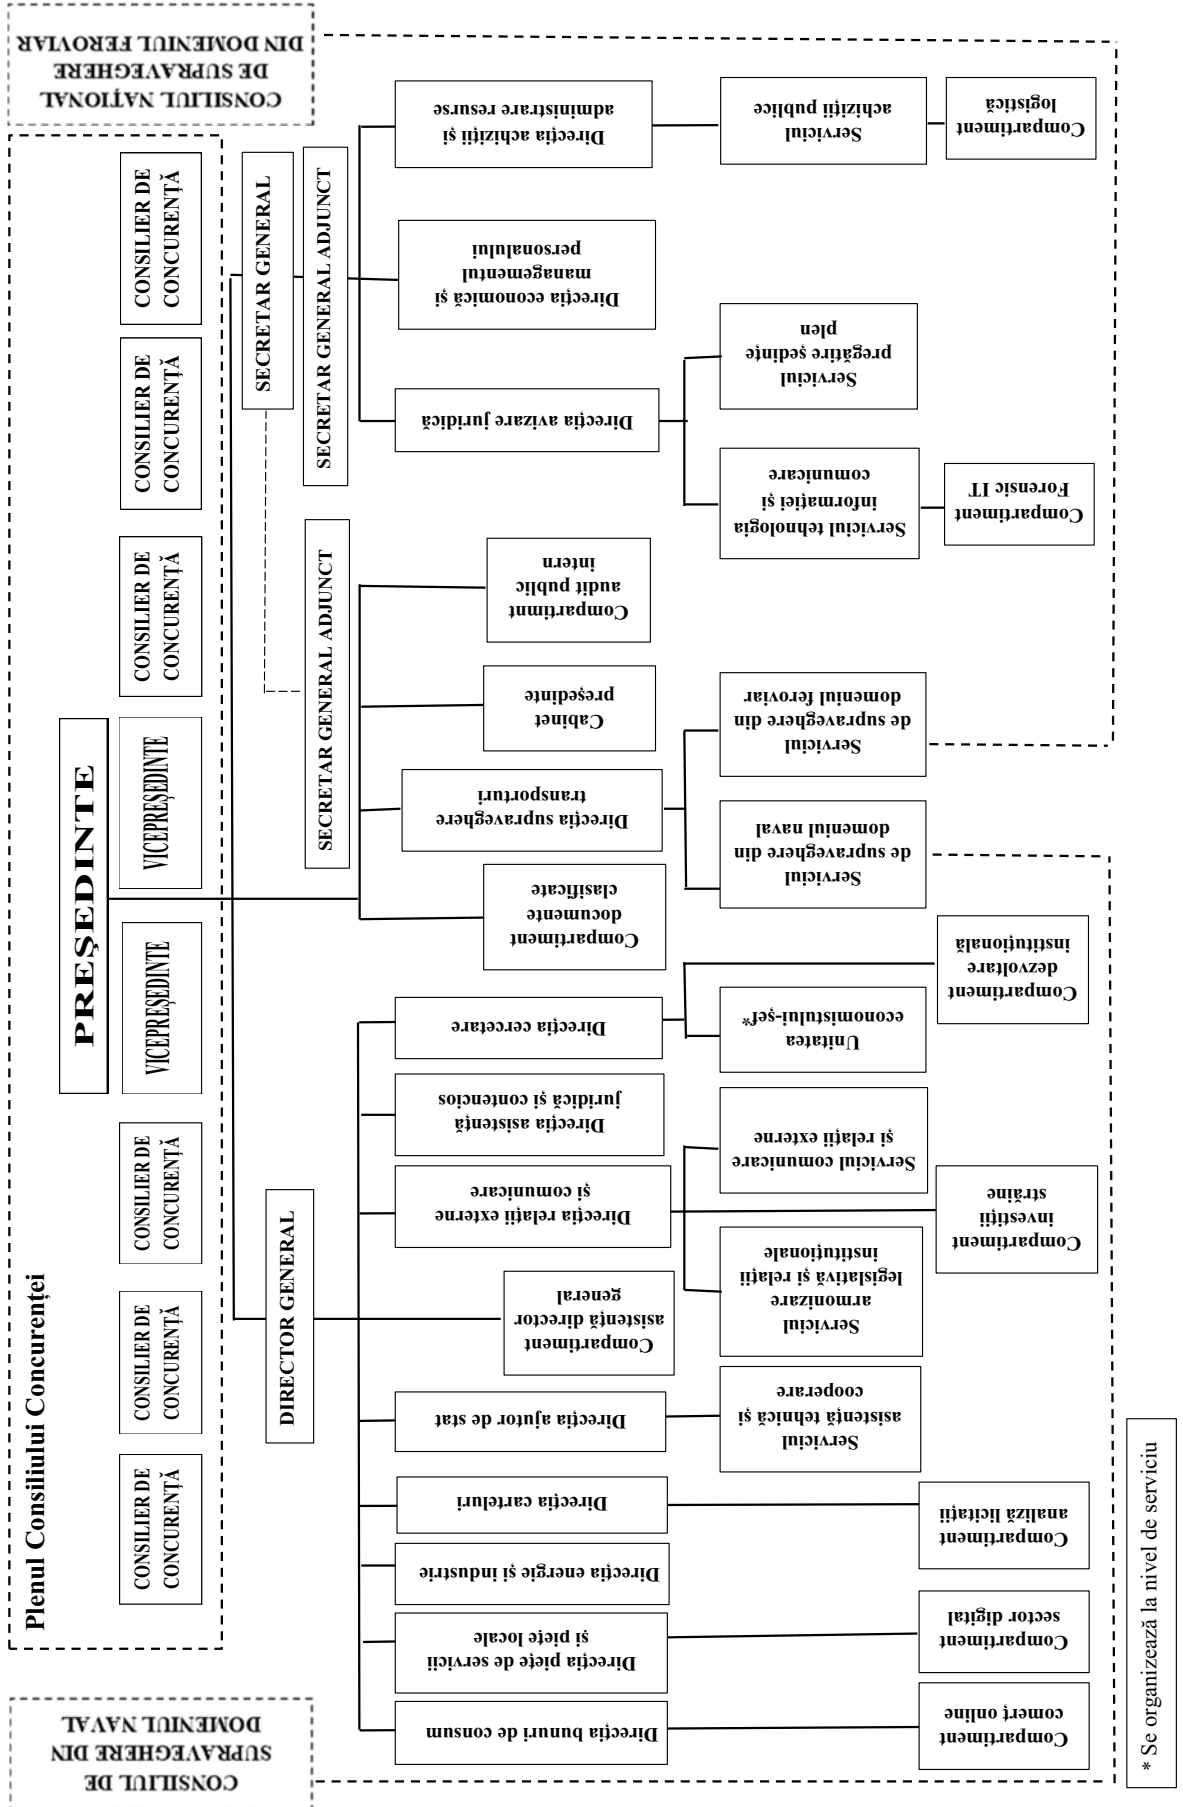 CONSILIUL NAȚIONAL
DE SUPRAVEGHERE
DIN DOMENIUL FEROVIAR
CONSILIUL DE
SUPRAVEGHERE DIN
DOMENIUL NAVAL
Plenul Consiliului Concurenței
PREȘEDINTE
CONSILIER DE
CONCURENȚĂ
CONSILIER DE
CONCURENȚĂ
CONSILIER DE
CONCURENȚĂ
VICEPREȘEDINTE
VICEPREȘEDINTE
CONSILIER DE
CONCURENȚĂ
CONSILIER DE
CONCURENȚĂ
CONSILIER DE
CONCURENȚĂ
DIRECTOR GENERAL
SECRETAR GENERAL
SECRETAR GENERAL ADJUNCT
SECRETAR GENERAL ADJUNCT
Direcția bunuri de consum
Compartiment
comerț online
Direcția piețe de servicii
și piețe locale
Compartiment
sector digital
Direcția energie și industrie
Direcția carteluri
Compartiment
analiză licitații
Direcția de ajutor de stat
Serviciul
asistență tehnică și
cooperare
Compartiment
asistență director
general
Direcția relații externe
și comunicare
Serviciul
armonizare
legislativă și relații
instituționale
Serviciul comunicare
și relații externe
Compartiment
investiții
străine
Direcția asistență
juridică și contencios
Direcția cercetare
Unitatea
economistului-șef*
Compartiment
dezvoltare
instituțională
Compartiment
documente
clasificate
Direcția supraveghere
transporturi
Serviciul
de supraveghere din
domeniul naval
Serviciul
de supraveghere din
domeniul feroviar
Cabinet
președinte
Compartimnt
audit public
intern
Direcția avizare juridică
Serviciul tehnologia
informației și
comunicare
Compartiment
Forensic IT
Serviciul
pregătire ședințe
plen
Direcția economică și
managementul
personalului
Direcția achiziții și
administrare resurse
Serviciul
achiziții publice
Compartiment
logistică
* Se organizează la nivel de serviciu